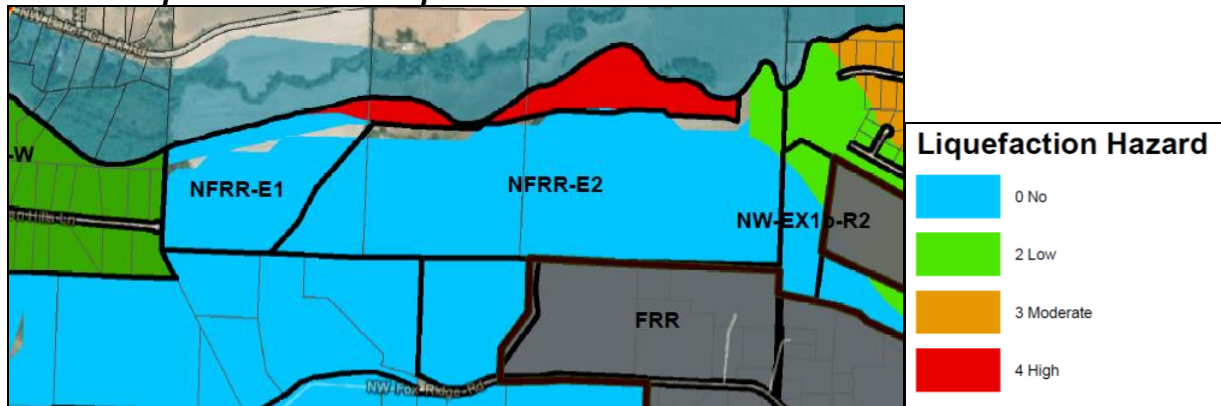 -W
NFRR-E1
NFRR-E2
NW-EX1b-R2
FRR
NW-Fox-Ridge-Rd
Liquefaction Hazard
0 No
2 Low
3 Moderate
4 High